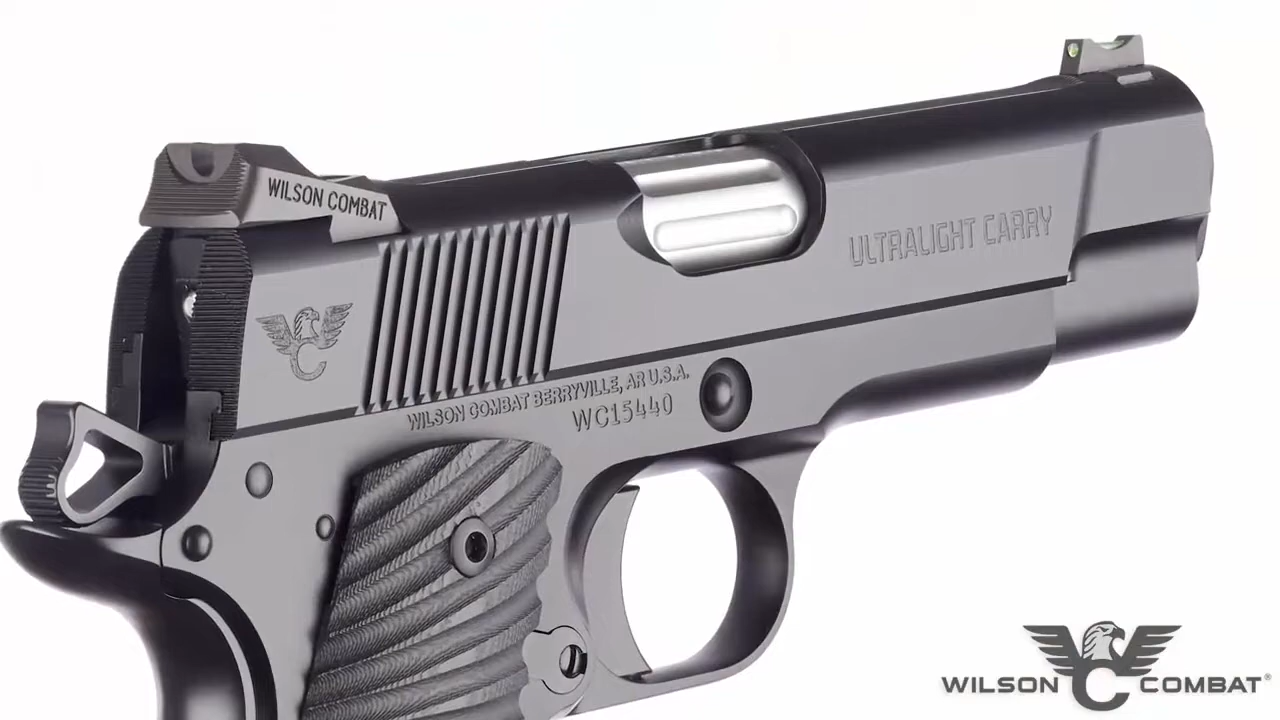 WILSON COMBAT
ULTRALIGHT CARRY
WILSON COMBAT BERRYVILLE, AR U.S.A.
WC15440
WILSON COMBAT®